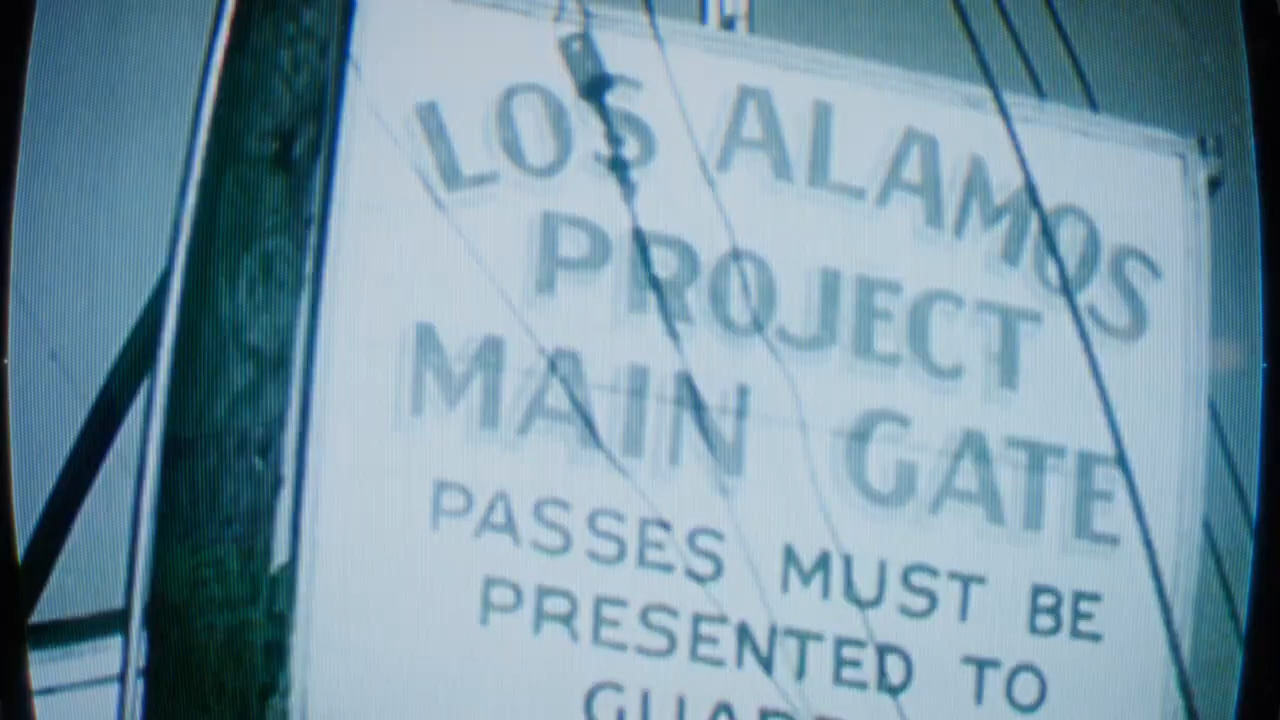 LOS ALAMOS
PROJECT
MAIN GATE
PASSES MUST BE
PRESENTED TO